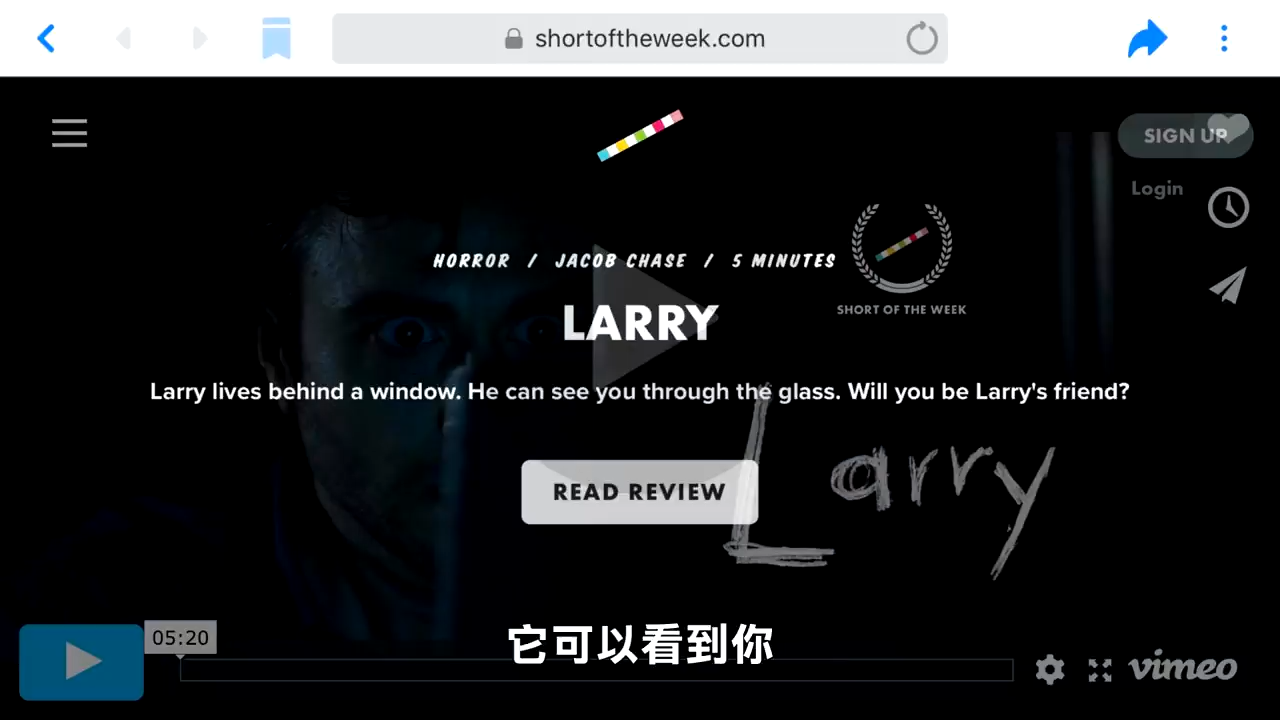 shortoftheweek.com
SIGN UP
Login
HORROR / JACOB CHASE / 5 MINUTES
SHORT OF THE WEEK
LARRY
Larry lives behind a window. He can see you through the glass. Will you be Larry's friend?
READ REVIEW
Larry
05:20
它可以看到你
vimeo